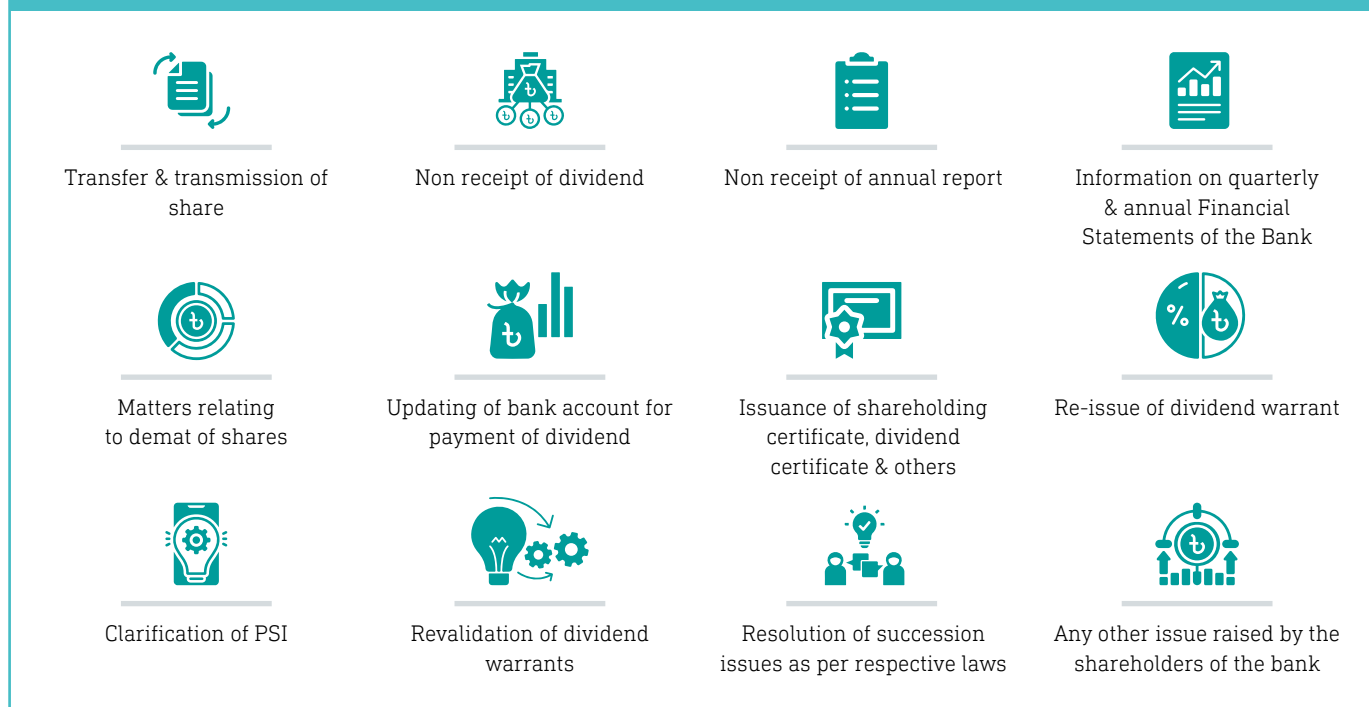 Transfer & transmission of
share
Non receipt of dividend
Non receipt of annual report
Information on quarterly
& annual Financial
Statements of the Bank
Matters relating
to demat of shares
Updating of bank account for
payment of dividend
Issuance of shareholding
certificate, dividend
certificate & others
%
৳
Re-issue of dividend warrant
Clarification of PSI
Revalidation of dividend
warrants
Resolution of succession
issues as per respective laws
Any other issue raised by the
shareholders of the bank